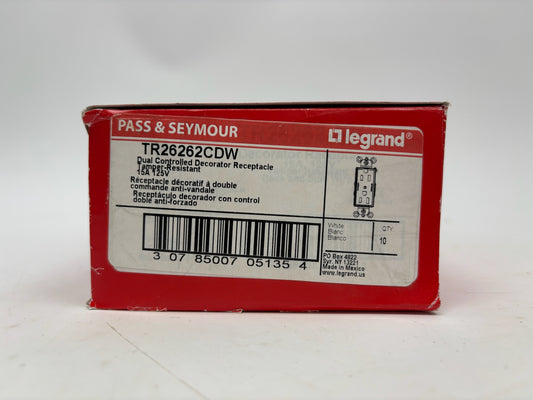 PASS & SEYMOUR
legrand®
TR26262CDW
Dual Controlled Decorator Receptacle
Tamper-Resistant
15A 125V
Réceptacle décoratif à double
commande anti-vandale
Receptáculo decorador con control
doble anti-forzado
White
Blanc
Blanco
QTY.
10
3 07 85007 05135 4
PO Box 4822
Syr. NY 13221
Made in Mexico
www.legrand.us